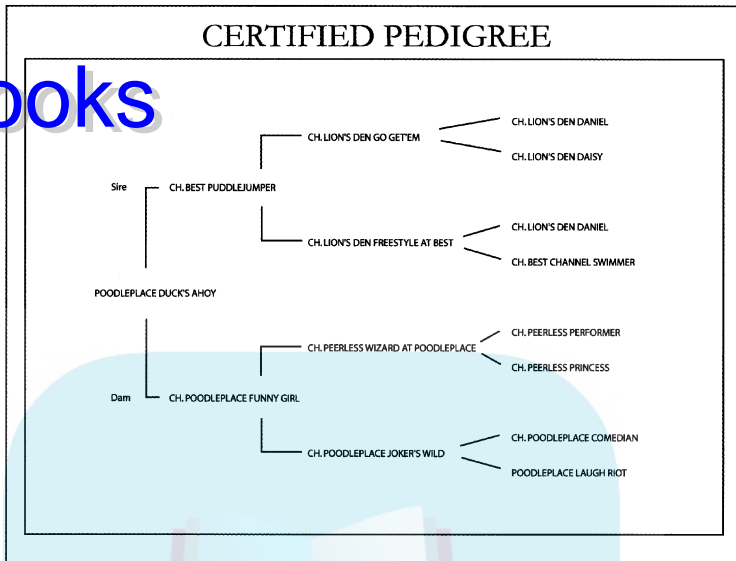 CERTIFIED PEDIGREE
ooks
CH. LION'S DEN DANIEL
CH. LION'S DEN GO GET'EM
CH. LION'S DEN DAISY
Sire
CH. BEST PUDDLEJUMPER
CH. LION'S DEN DANIEL
CH. LION'S DEN FREESTYLE AT BEST
CH. BEST CHANNEL SWIMMER
POODLEPLACE DUCK'S AHOY
CH. PEERLESS PERFORMER
CH. PEERLESS WIZARD AT POODLEPLACE
CH. PEERLESS PRINCESS
Dam
CH. POODLEPLACE FUNNY GIRL
CH. POODLEPLACE COMEDIAN
CH. POODLEPLACE JOKER'S WILD
POODLEPLACE LAUGH RIOT